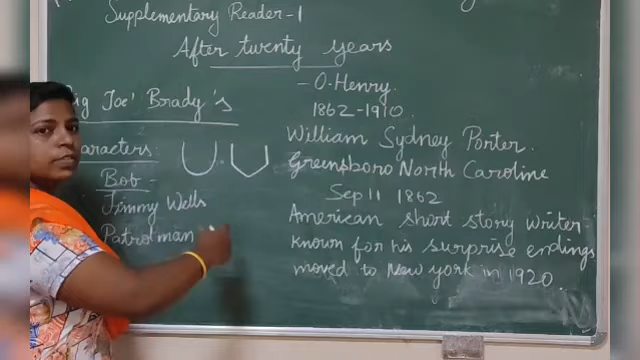 Supplementary Reader-1
After twenty years
- O.Henry.
1862-1910.
Big Joe' Brady's
Characters:
Bob -
Jimmy Wells
Patrolman
William Sydney Porter.
Greensboro North Caroline
Sep 11 1862
American short story writer.
known for his surprise endings
moved to New york in 1920.